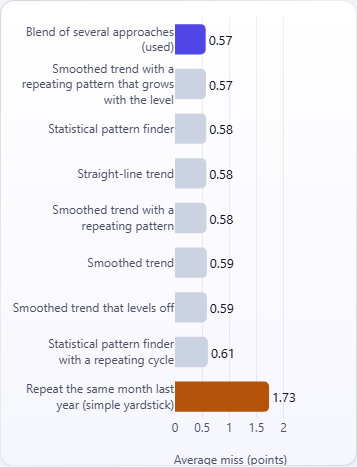 Blend of several approaches
(used)
0.57
Smoothed trend with a
repeating pattern that grows
with the level
0.57
Statistical pattern finder
0.58
Straight-line trend
0.58
Smoothed trend with a
repeating pattern
0.58
Smoothed trend
0.59
Smoothed trend that levels off
0.59
Statistical pattern finder
with a repeating cycle
0.61
Repeat the same month last
year (simple yardstick)
1.73
0 0.5 1 1.5 2
Average miss (points)